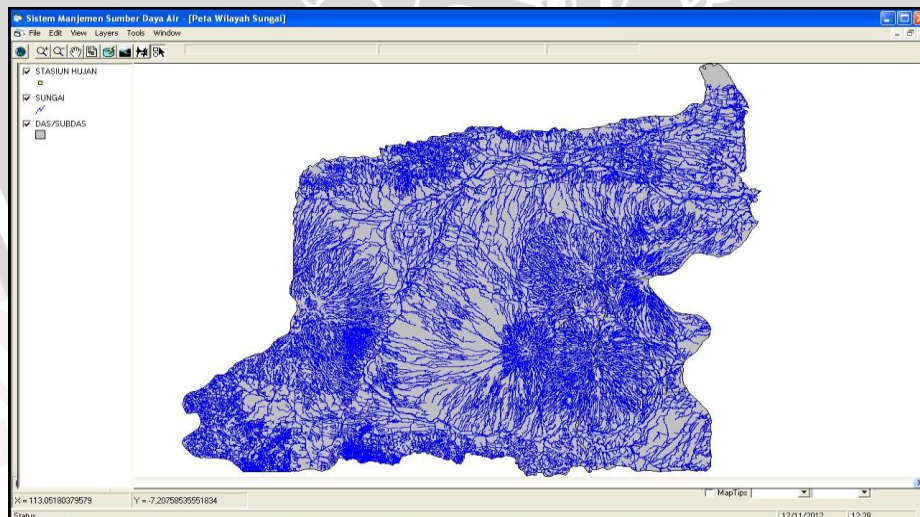 Sistem Manjemen Sumber Daya Air - [Peta Wilayah Sungai]
File Edit View Layers Tools Window
STASIUN HUJAN
SUNGAI
DAS/SUBDAS
MapTips
X = 113,05180379579 Y = -7,20758535551834
Status 12/11/2012 12:28